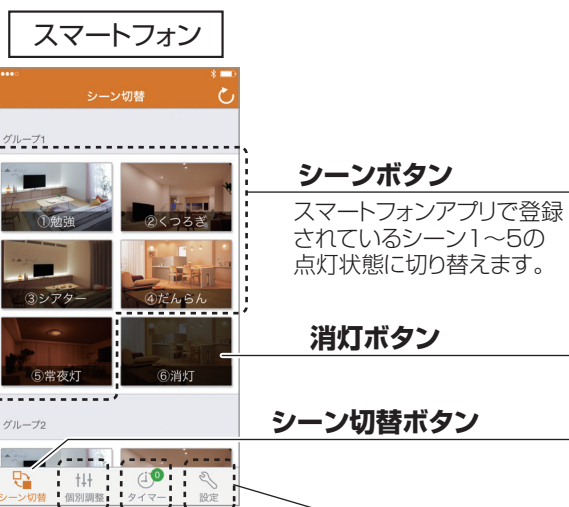 スマートフォン
シーン切替
グループ1
①勉強
②くつろぎ
③シアター
④だんらん
⑤常夜灯
⑥消灯
グループ2
シーン切替
個別調整
0
タイマー
設定
シーンボタン
スマートフォンアプリで登録
されているシーン1～5の
点灯状態に切り替えます。
消灯ボタン
シーン切替ボタン